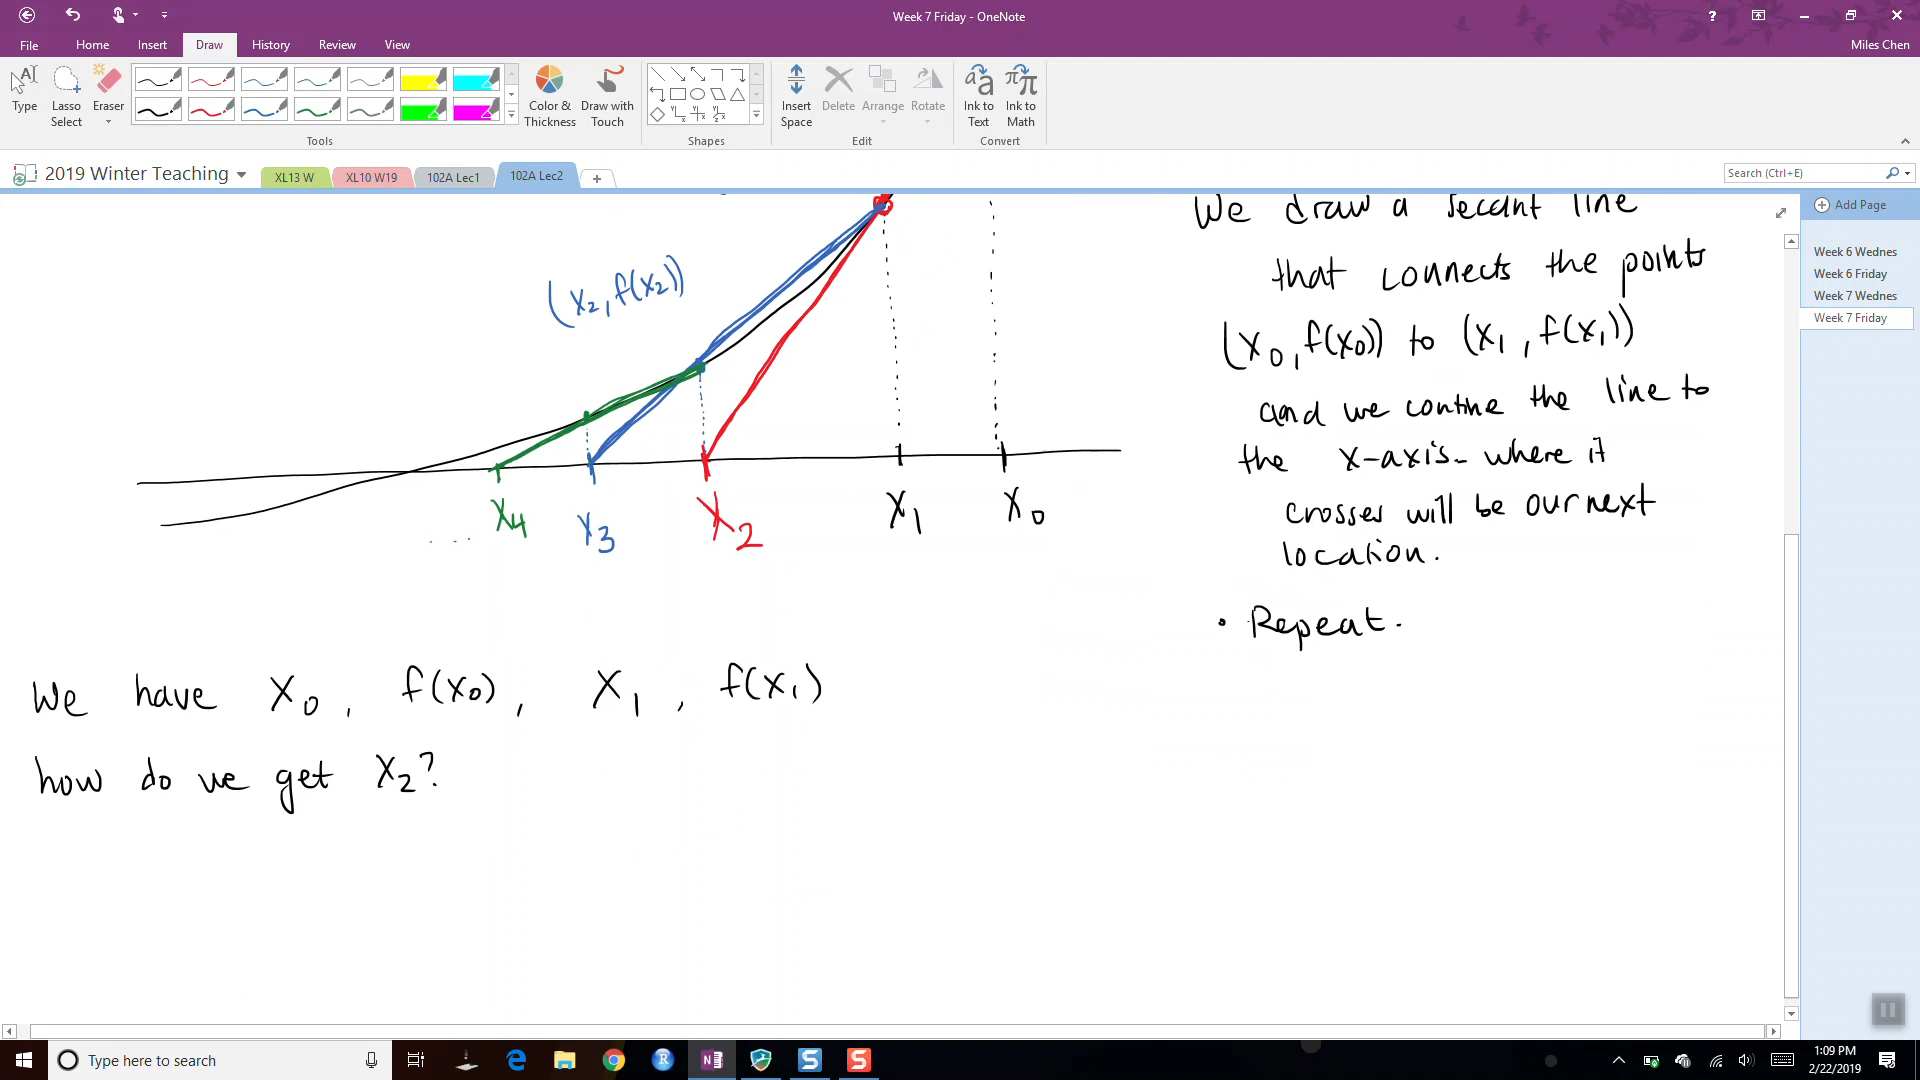 Week 7 Friday - OneNote
File Home Insert Draw History Review View
Miles Chen
Type
Lasso Select
Eraser
Color & Thickness
Draw with Touch
Insert Space
Delete
Arrange
Rotate
Ink to Text
Ink to Math
Tools
Shapes
Edit
Convert
2019 Winter Teaching
XL13 W
XL10 W19
102A Lec1
102A Lec2
Search (Ctrl+E)
Add Page
Week 6 Wednes
Week 6 Friday
Week 7 Wednes
Week 7 Friday
(x2, f(x2))
x4
x3
x2
x1
x0
We draw a secant line
that connects the points
(x0, f(x0)) to (x1, f(x1))
and we contine the line to
the x-axis. where it
crosses will be our next
location.
• Repeat.
We have x0, f(x0), x1, f(x1)
how do we get x2?
Type here to search
1:09 PM
2/22/2019